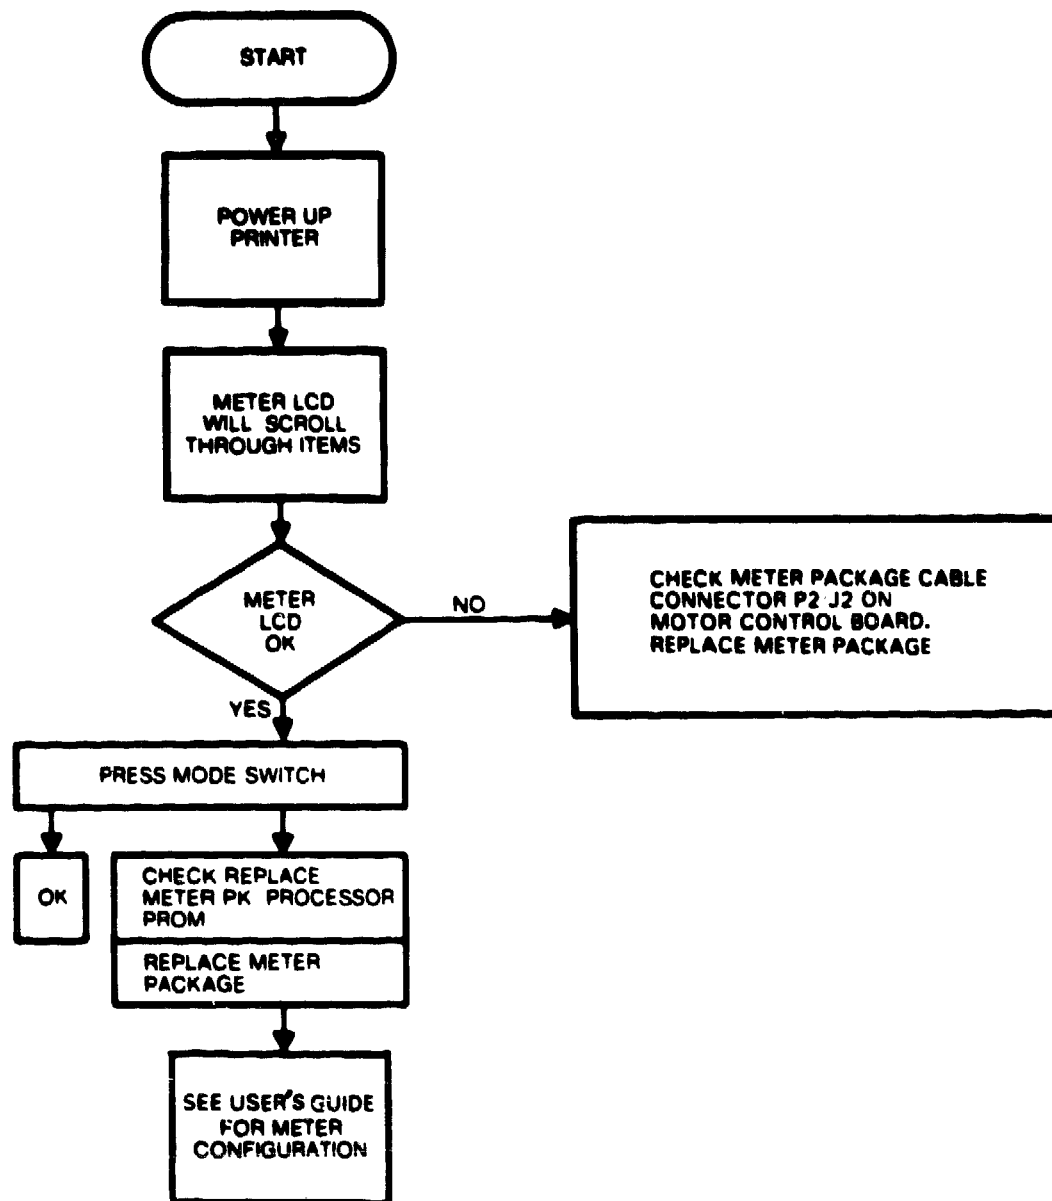 START
POWER UP
PRINTER
METER LCD
WILL SCROLL
THROUGH ITEMS
METER
LCD
OK
NO
CHECK METER PACKAGE CABLE
CONNECTOR P2 J2 ON
MOTOR CONTROL BOARD.
REPLACE METER PACKAGE
YES
PRESS MODE SWITCH
OK
CHECK REPLACE
METER PK PROCESSOR
PROM
REPLACE METER
PACKAGE
SEE USER'S GUIDE
FOR METER
CONFIGURATION